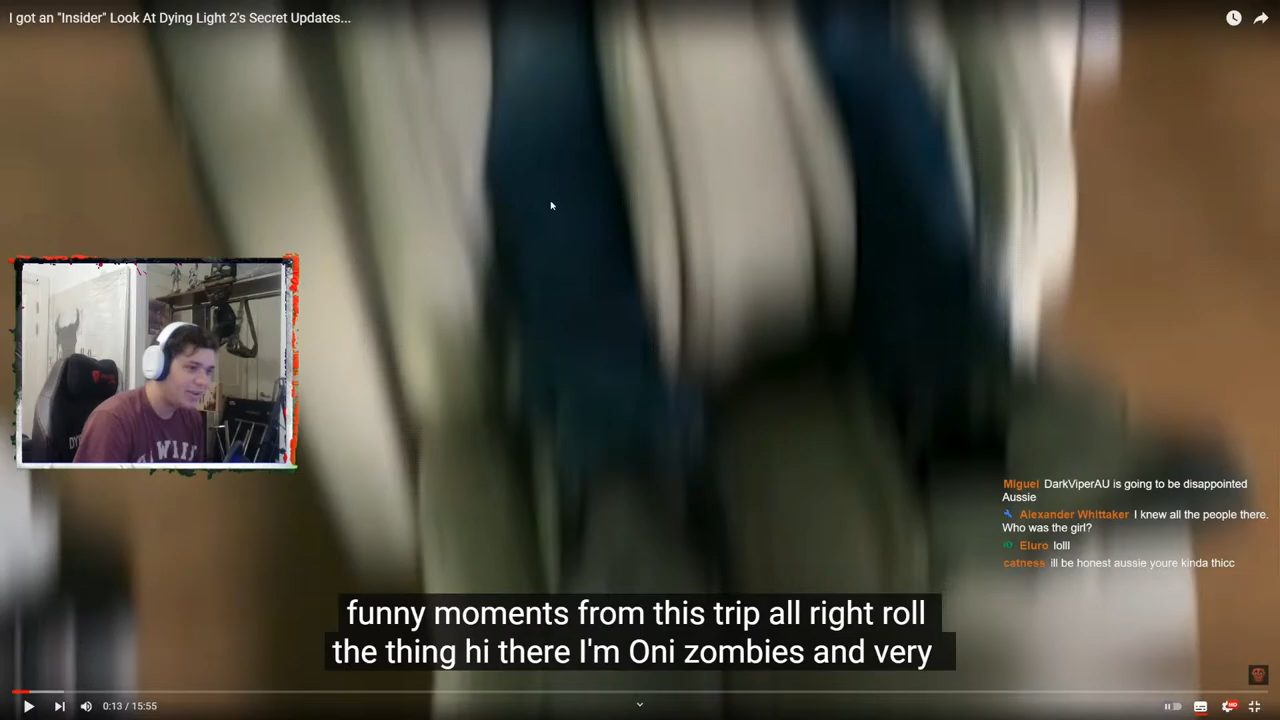 I got an "Insider" Look At Dying Light 2's Secret Updates...
MIguel DarkViperAU is going to be disappointed
Aussie
Alexander Whittaker I knew all the people there.
Who was the girl?
Eluro lolll
catness ill be honest aussie youre kinda thicc
funny moments from this trip all right roll
the thing hi there I'm Oni zombies and very
0:13 / 15:55
HD